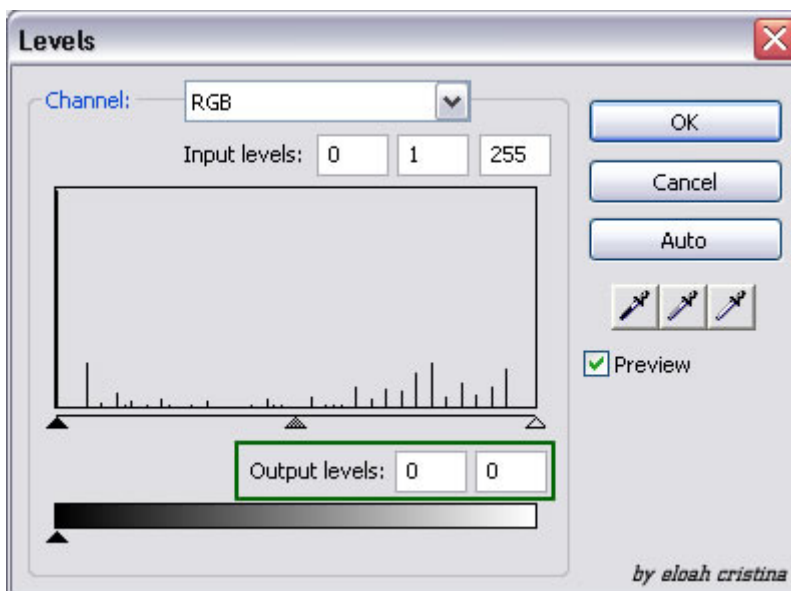 Levels
Channel: RGB
Input levels: 0 1 255
Output levels: 0 0
OK
Cancel
Auto
Preview
by eloah cristina